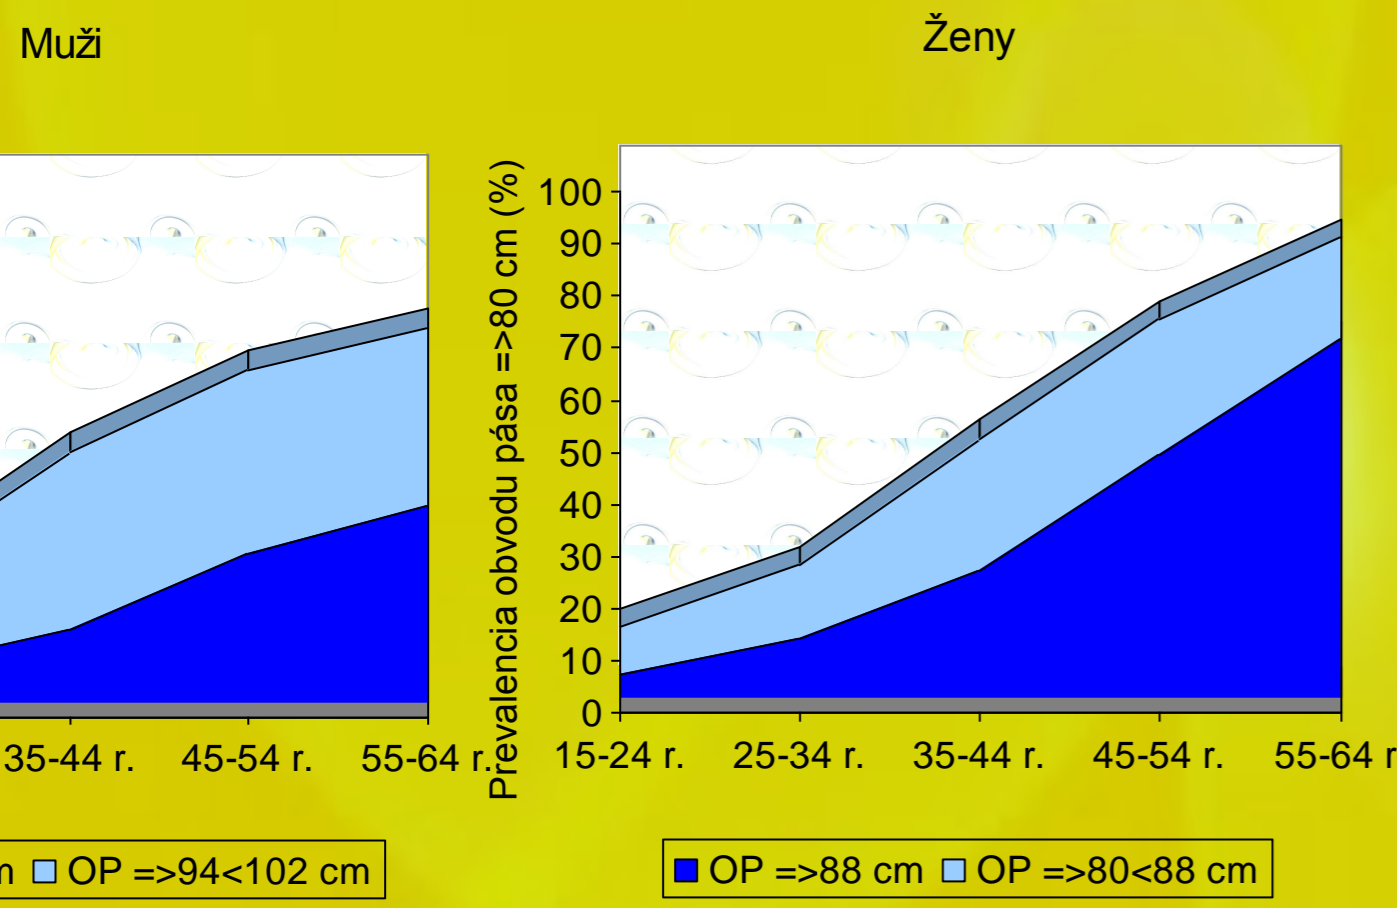 Muži
Ženy
Prevalencia obvodu pása =>80 cm (%)
100
90
80
70
60
50
40
30
20
10
0
35-44 r. 45-54 r. 55-64 r.
15-24 r. 25-34 r. 35-44 r. 45-54 r. 55-64 r
m OP =>94<102 cm
OP =>88 cm OP =>80<88 cm